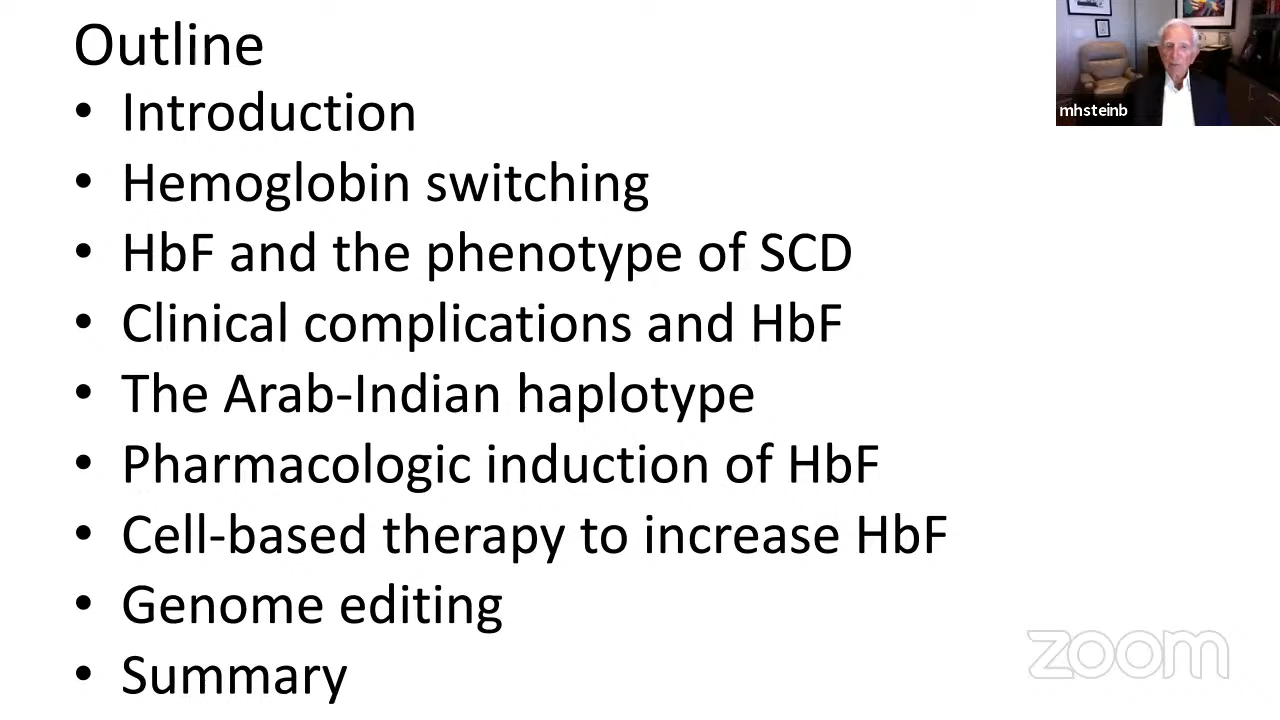 Outline
• Introduction
• Hemoglobin switching
• HbF and the phenotype of SCD
• Clinical complications and HbF
• The Arab-Indian haplotype
• Pharmacologic induction of HbF
• Cell-based therapy to increase HbF
• Genome editing
• Summary
mhsteinb
zoom